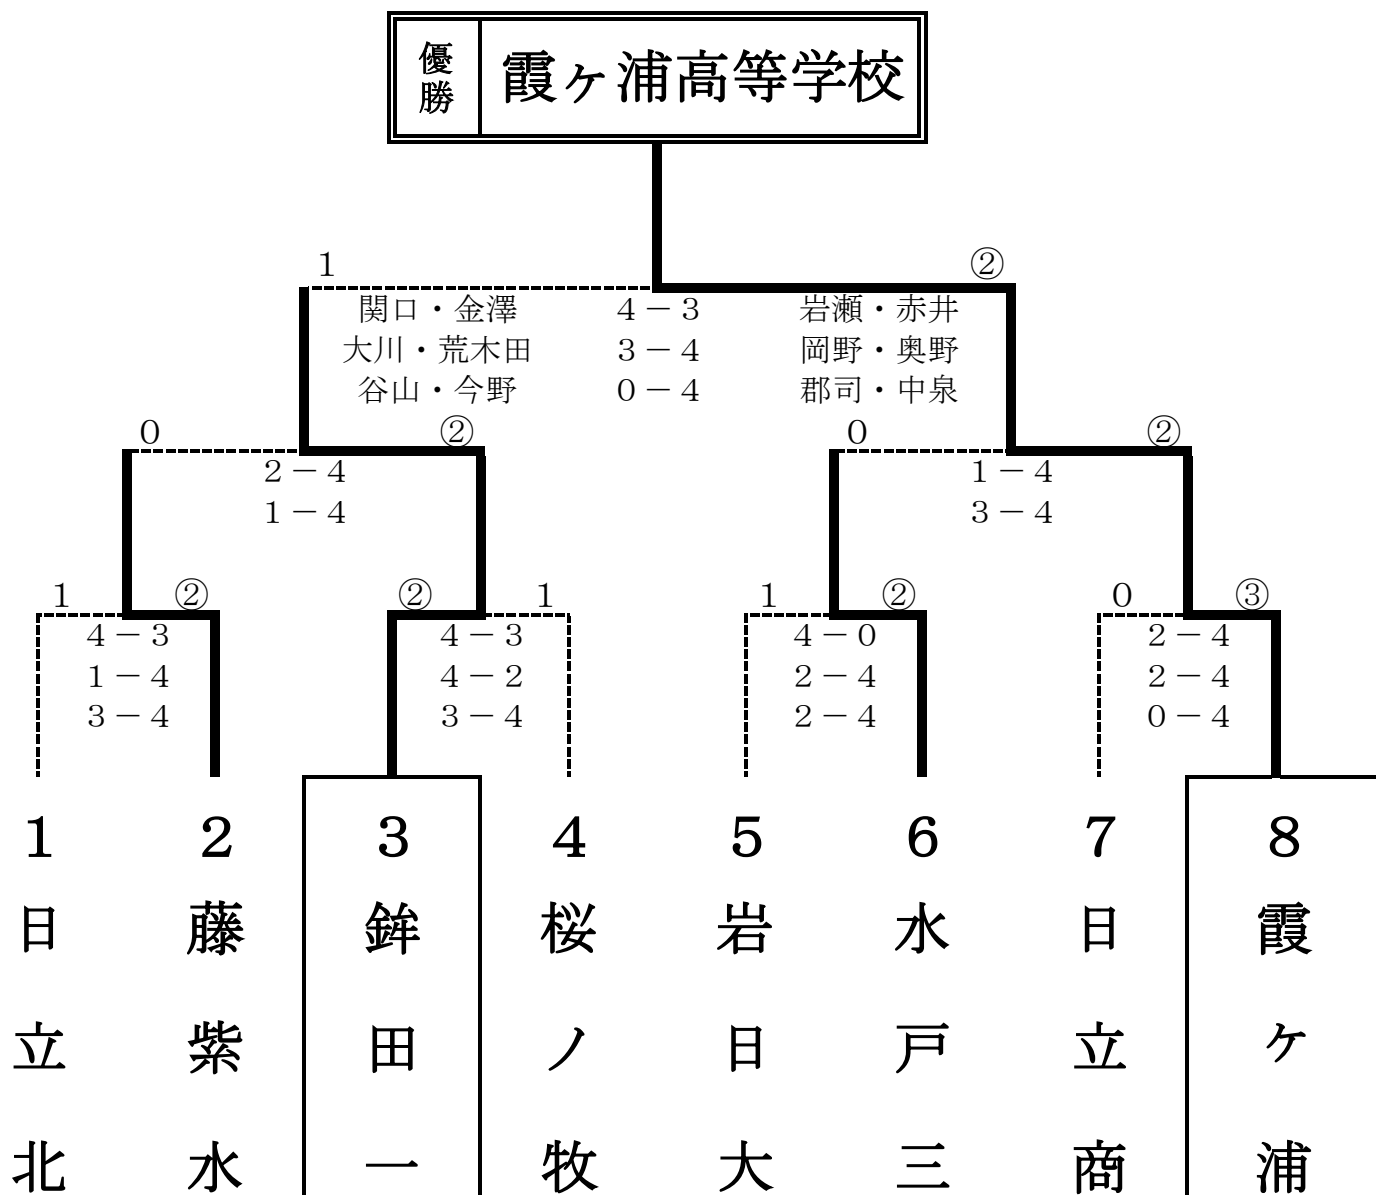 優勝 霞ヶ浦高等学校
1 ②
関口・金澤 4－3 岩瀬・赤井
大川・荒木田 3－4 岡野・奥野
谷山・今野 0－4 郡司・中泉
0 ② 0 ②
2－4 1－4
1－4 3－4
1 ② ② 1 1 ② 0 ③
4－3 4－3 4－0 2－4
1－4 4－2 2－4 2－4
3－4 3－4 2－4 0－4
1 2 3 4 5 6 7 8
日立北
藤紫水
鉾田一
桜ノ牧
岩日大
水戸三
日立商
霞ケ浦